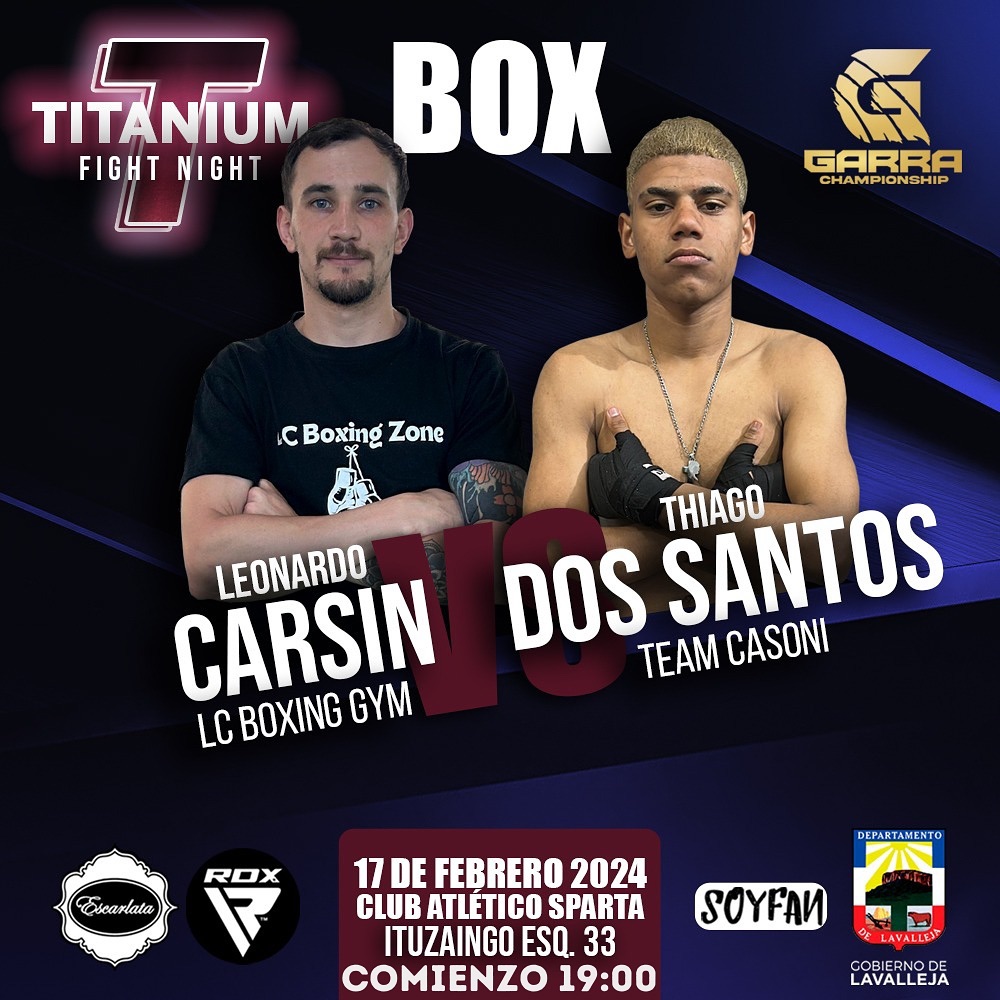 T
TITANIUM
FIGHT NIGHT
BOX
G
GARRA
CHAMPIONSHIP
LC Boxing Zone
VS
LEONARDO
CARSIN
LC BOXING GYM
THIAGO
DOS SANTOS
TEAM CASONI
Escarlata
RDX
17 DE FEBRERO 2024
CLUB ATLÉTICO SPARTA
ITUZAINGO ESQ. 33
COMIENZO 19:00
SOYFAN
DEPARTAMENTO
DE LAVALLEJA
GOBIERNO DE
LAVALLEJA